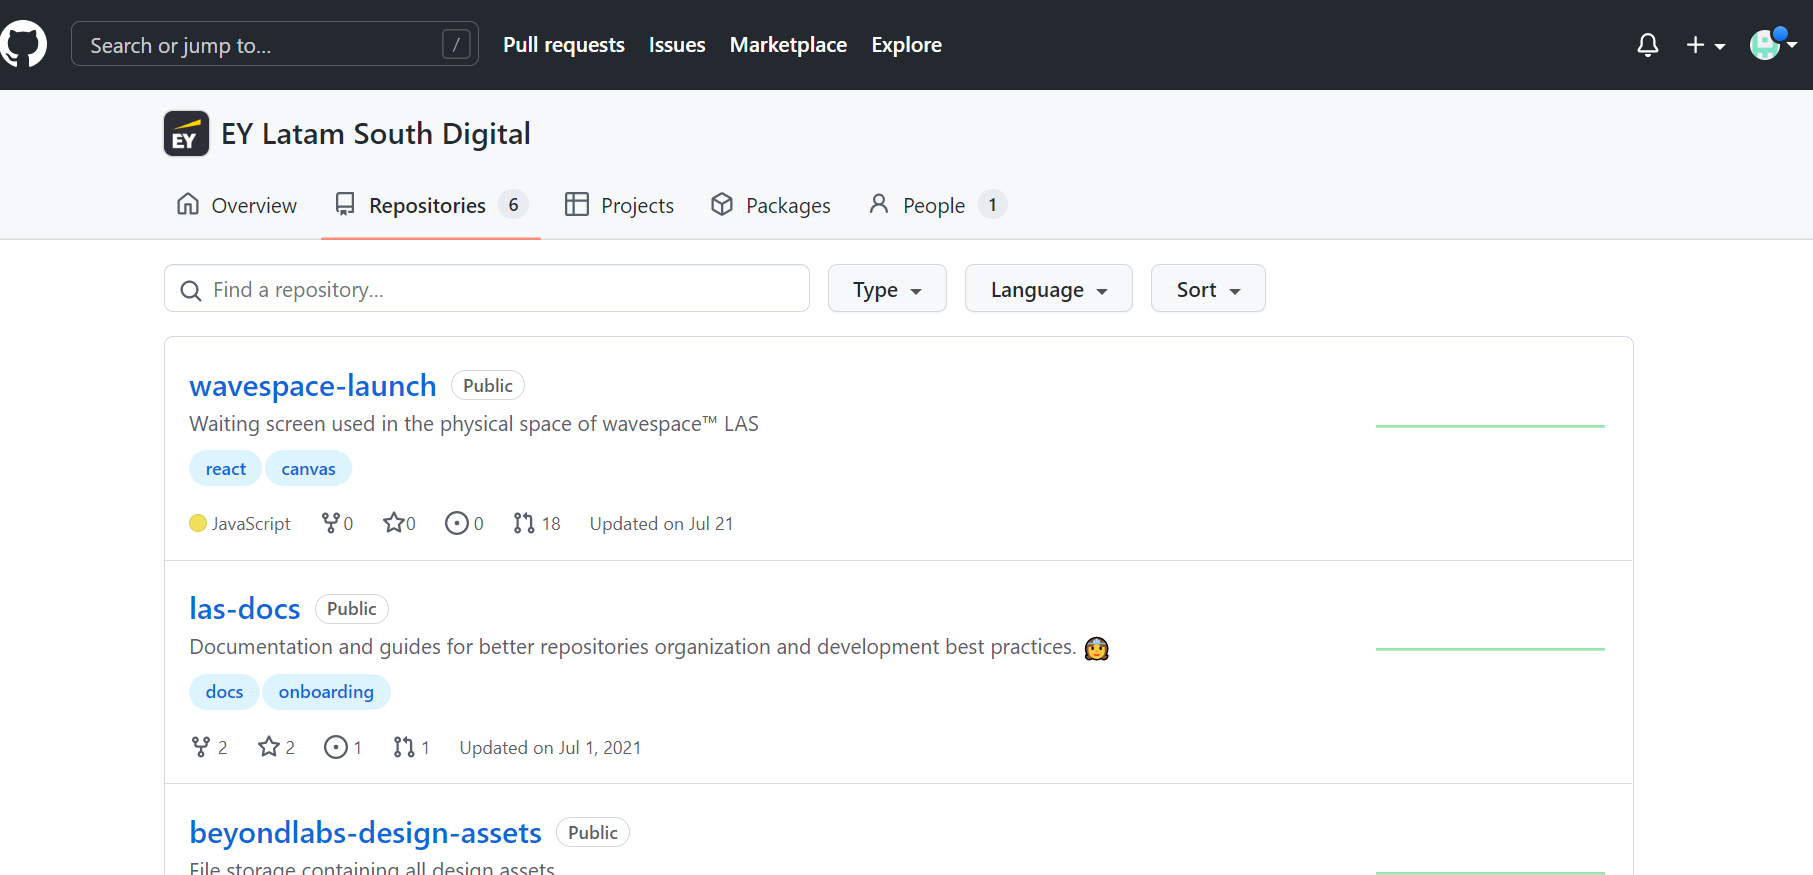 Search or jump to... / Pull requests Issues Marketplace Explore
EY EY Latam South Digital
Overview Repositories 6 Projects Packages People 1
Find a repository... Type Language Sort
wavespace-launch Public
Waiting screen used in the physical space of wavespace™ LAS
react canvas
JavaScript 0 0 0 18 Updated on Jul 21
las-docs Public
Documentation and guides for better repositories organization and development best practices.
docs onboarding
2 2 1 1 Updated on Jul 1, 2021
beyondlabs-design-assets Public
File storage containing all design assets